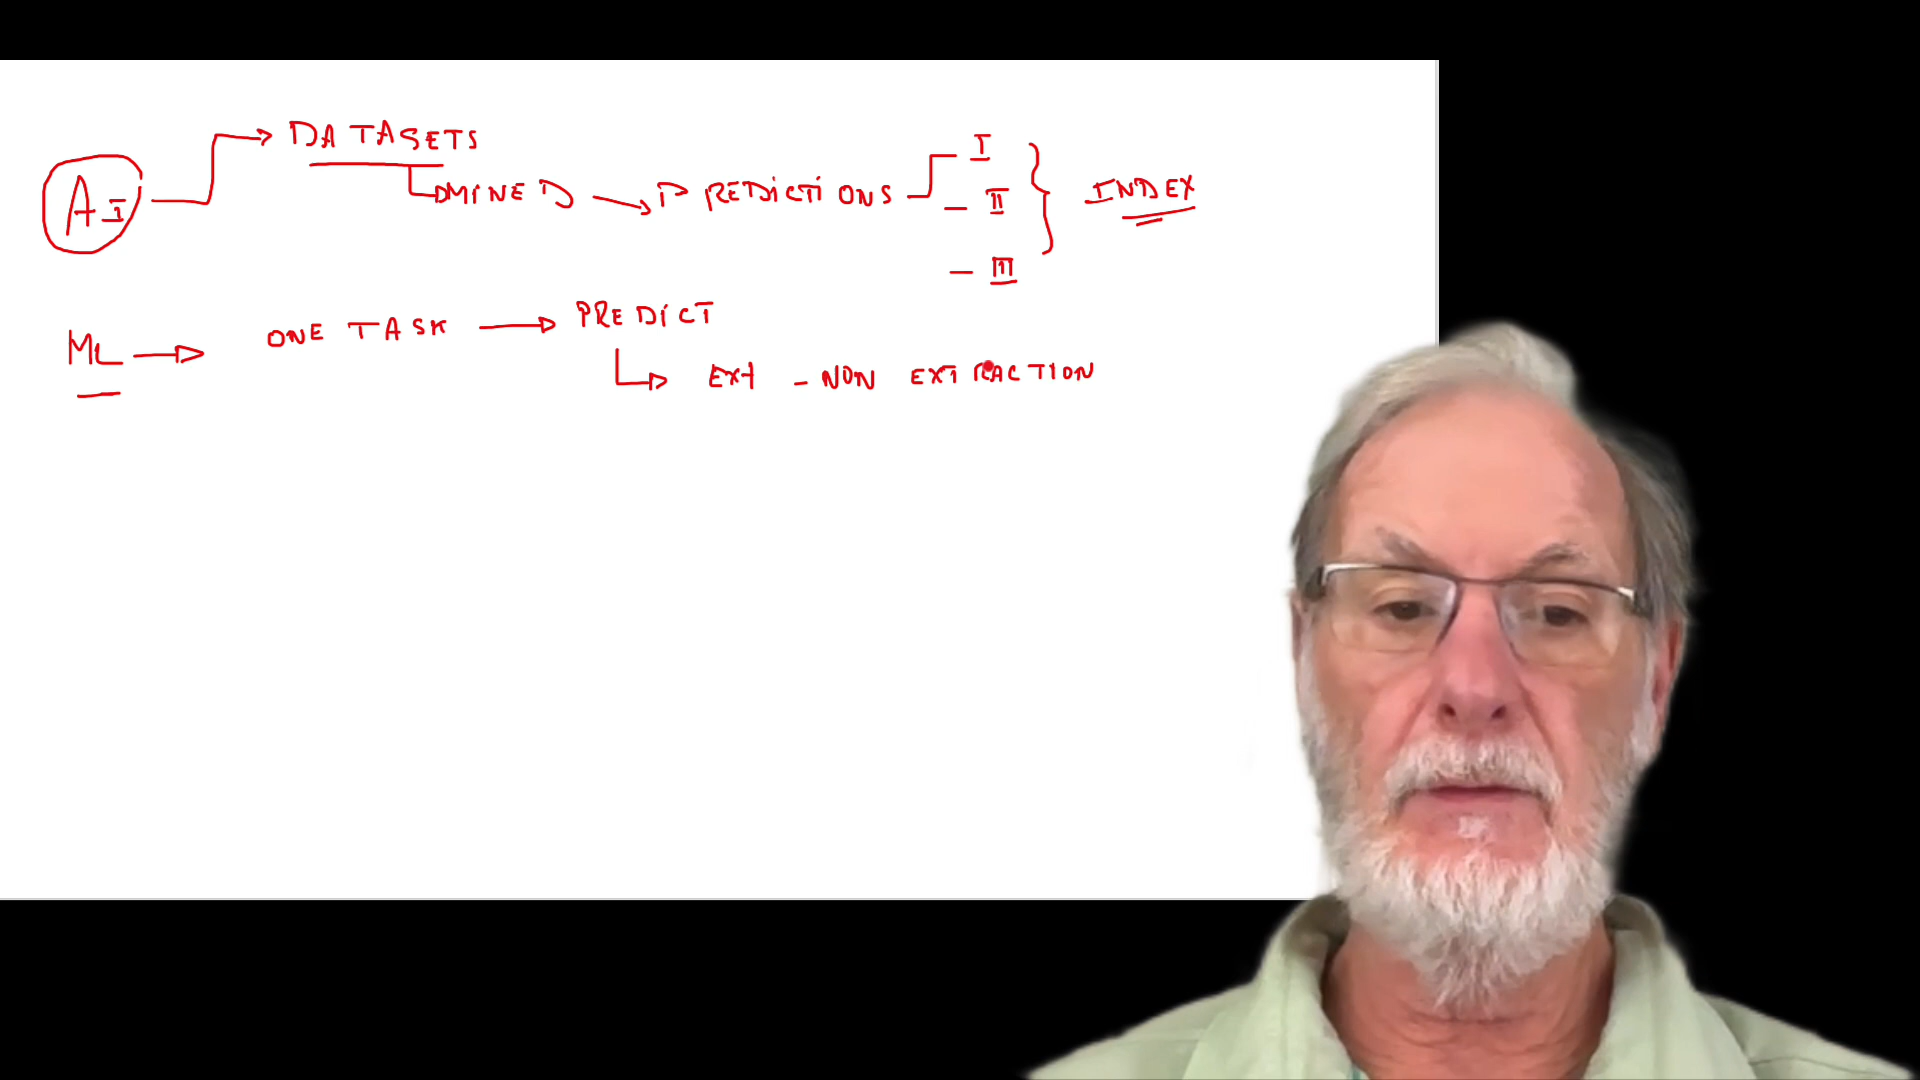 AI → DATASETS
MINED → PREDICTIONS - I
- II
- III
INDEX
ML → ONE TASK → PREDICT
→ EXT - NON EXTRACTION